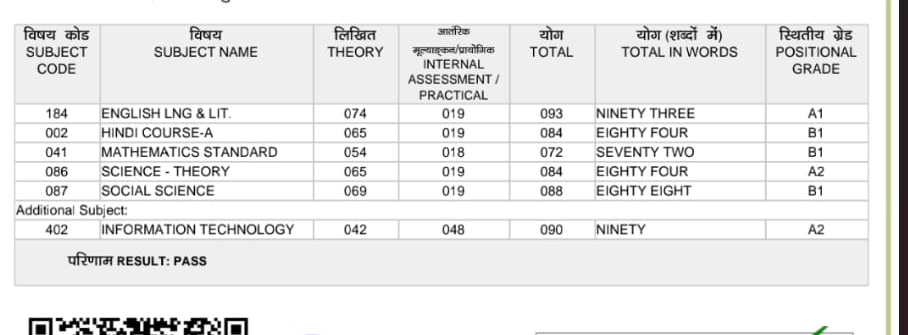 विषय कोड SUBJECT CODE विषय SUBJECT NAME लिखित THEORY आतंरिक मूल्याङ्कन/प्रायोगिक INTERNAL ASSESSMENT / PRACTICAL योग TOTAL योग (शब्दों में) TOTAL IN WORDS स्थितीय ग्रेड POSITIONAL GRADE
184 ENGLISH LNG & LIT. 074 019 093 NINETY THREE A1
002 HINDI COURSE-A 065 019 084 EIGHTY FOUR B1
041 MATHEMATICS STANDARD 054 018 072 SEVENTY TWO B1
086 SCIENCE - THEORY 065 019 084 EIGHTY FOUR A2
087 SOCIAL SCIENCE 069 019 088 EIGHTY EIGHT B1
Additional Subject:
402 INFORMATION TECHNOLOGY 042 048 090 NINETY A2
परिणाम RESULT: PASS